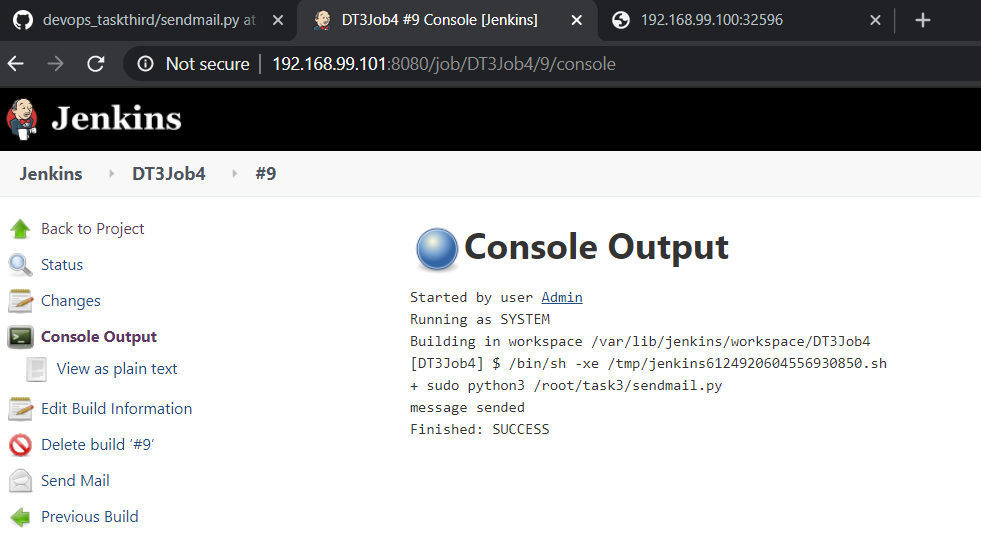 devops_taskthird/sendmail.py at
DT3Job4 #9 Console [Jenkins]
192.168.99.100:32596
Not secure
192.168.99.101:8080/job/DT3Job4/9/console
Jenkins
Jenkins
DT3Job4
#9
Back to Project
Status
Changes
Console Output
View as plain text
Edit Build Information
Delete build ‘#9’
Send Mail
Previous Build
Console Output
Started by user Admin
Running as SYSTEM
Building in workspace /var/lib/jenkins/workspace/DT3Job4
[DT3Job4] $ /bin/sh -xe /tmp/jenkins6124920604556930850.sh
+ sudo python3 /root/task3/sendmail.py
message sended
Finished: SUCCESS